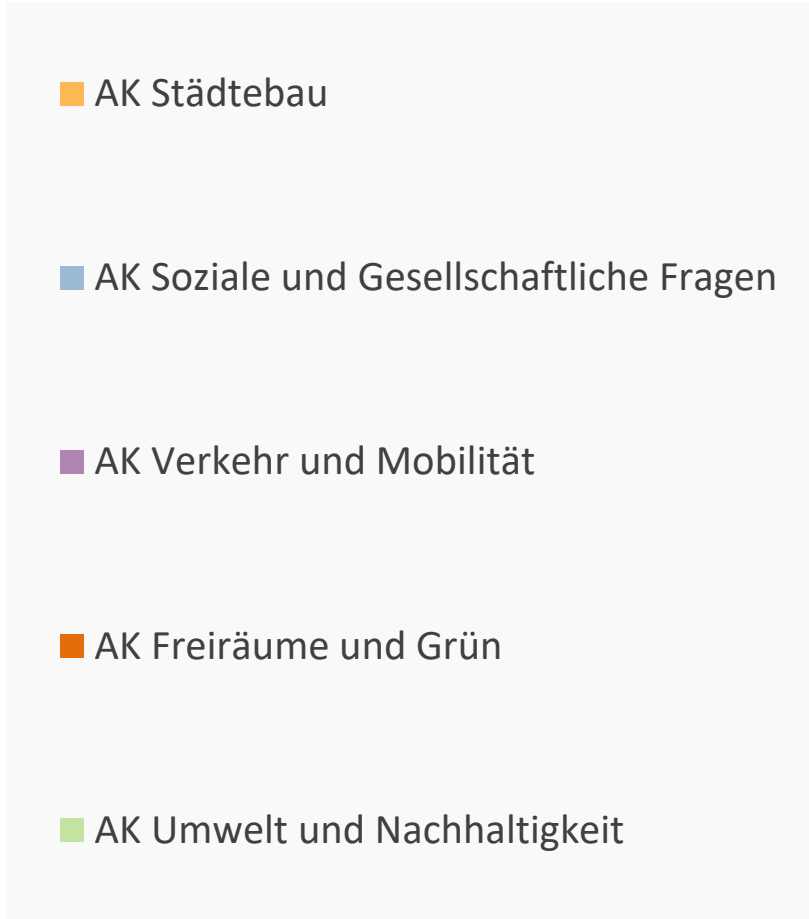 AK Städtebau
AK Soziale und Gesellschaftliche Fragen
AK Verkehr und Mobilität
AK Freiräume und Grün
AK Umwelt und Nachhaltigkeit